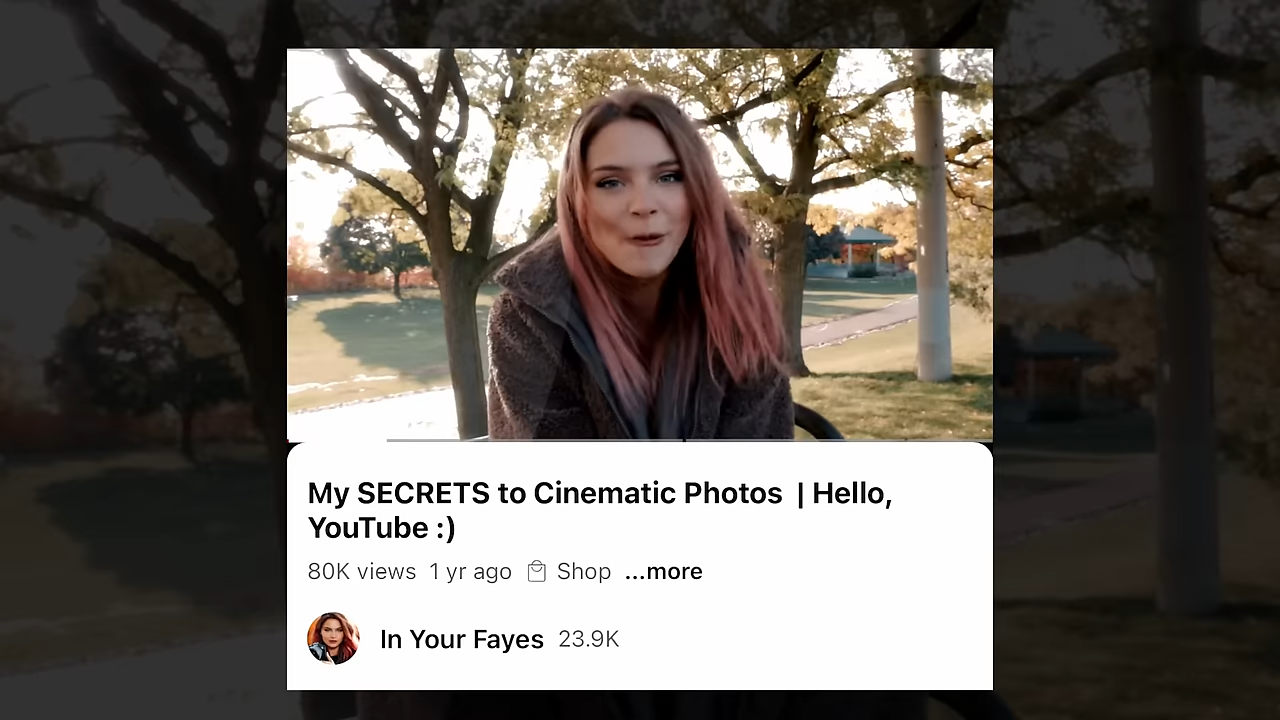 My SECRETS to Cinematic Photos | Hello,
YouTube :)
80K views 1 yr ago Shop ...more
In Your Fayes 23.9K